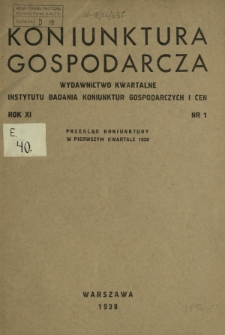 KONIUNKTURA
GOSPODARCZA
WYDAWNICTWO KWARTALNE
INSTYTUTU BADANIA KONIUNKTUR GOSPODARCZYCH I CEN
ROK XI NR 1
E.
40.
PRZEGLĄD KONIUNKTURY
W PIERWSZYM KWARTALE 1938
WARSZAWA
1938